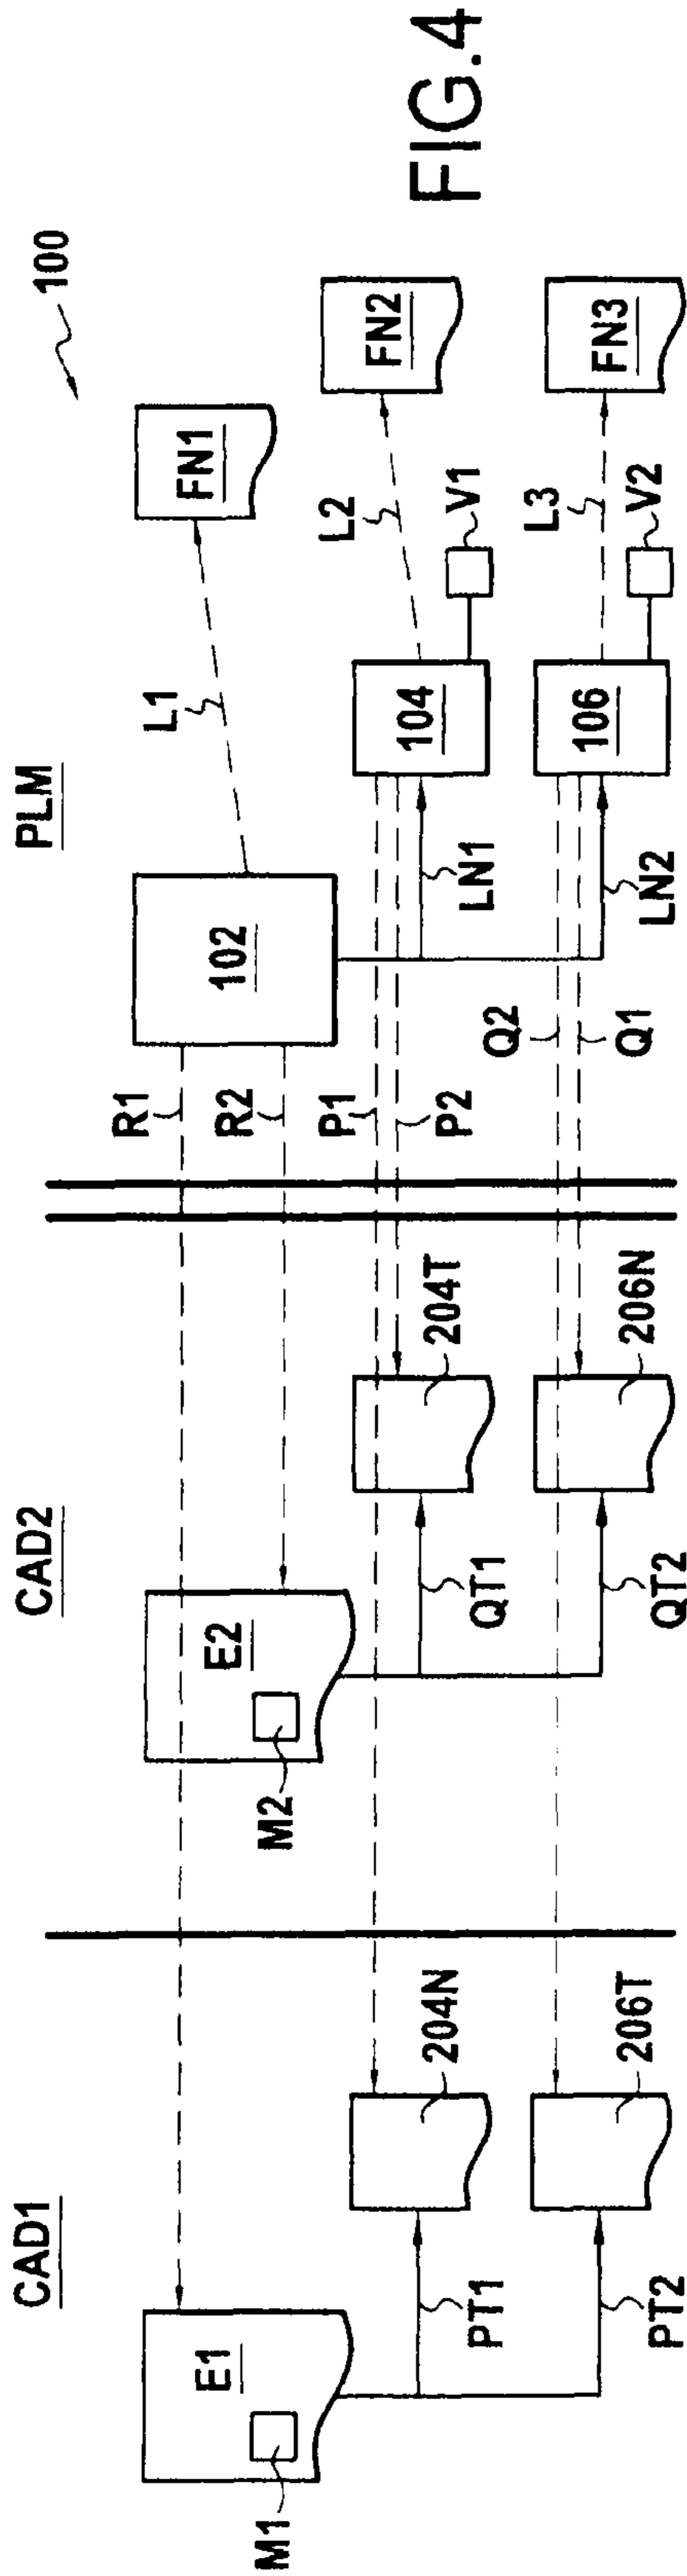 CAD1
CAD2
PLM
100
E1
M1
E2
M2
R1
R2
102
L1
FN1
P1
P2
L2
FN2
204N
204T
104
V1
PT1
QT1
LN1
Q2
Q1
L3
FN3
206T
206N
106
V2
PT2
QT2
LN2
FIG.4